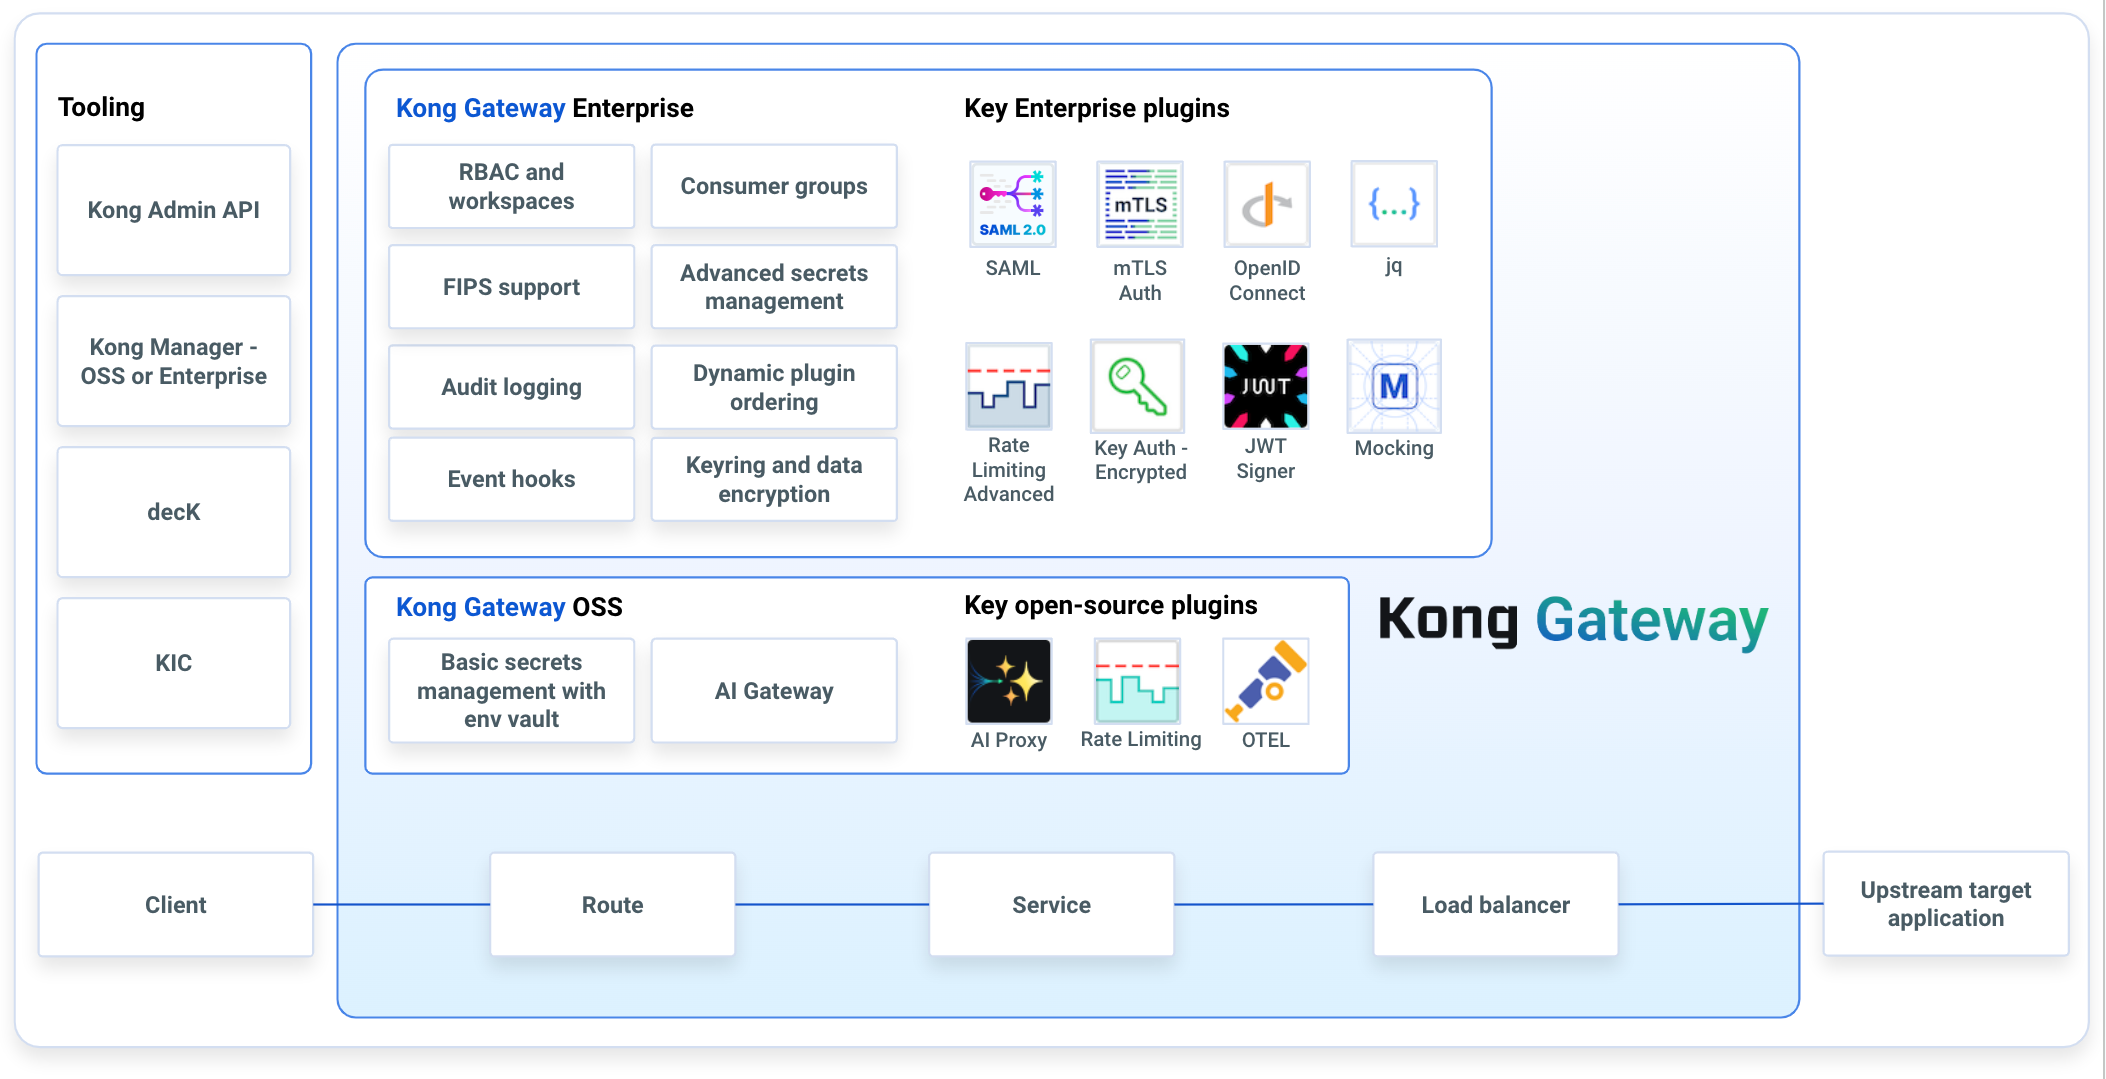 Tooling
Kong Admin API
Kong Manager -
OSS or Enterprise
decK
KIC
Kong Gateway Enterprise
RBAC and
workspaces
Consumer groups
FIPS support
Advanced secrets
management
Audit logging
Dynamic plugin
ordering
Event hooks
Keyring and data
encryption
Key Enterprise plugins
SAML 2.0
SAML
mTLS
mTLS
Auth
OpenID
Connect
{...}
jq
Rate
Limiting
Advanced
Key Auth -
Encrypted
JWT
JWT
Signer
M
Mocking
Kong Gateway OSS
Basic secrets
management with
env vault
AI Gateway
Key open-source plugins
AI Proxy
Rate Limiting
OTEL
Kong Gateway
Client
Route
Service
Load balancer
Upstream target
application